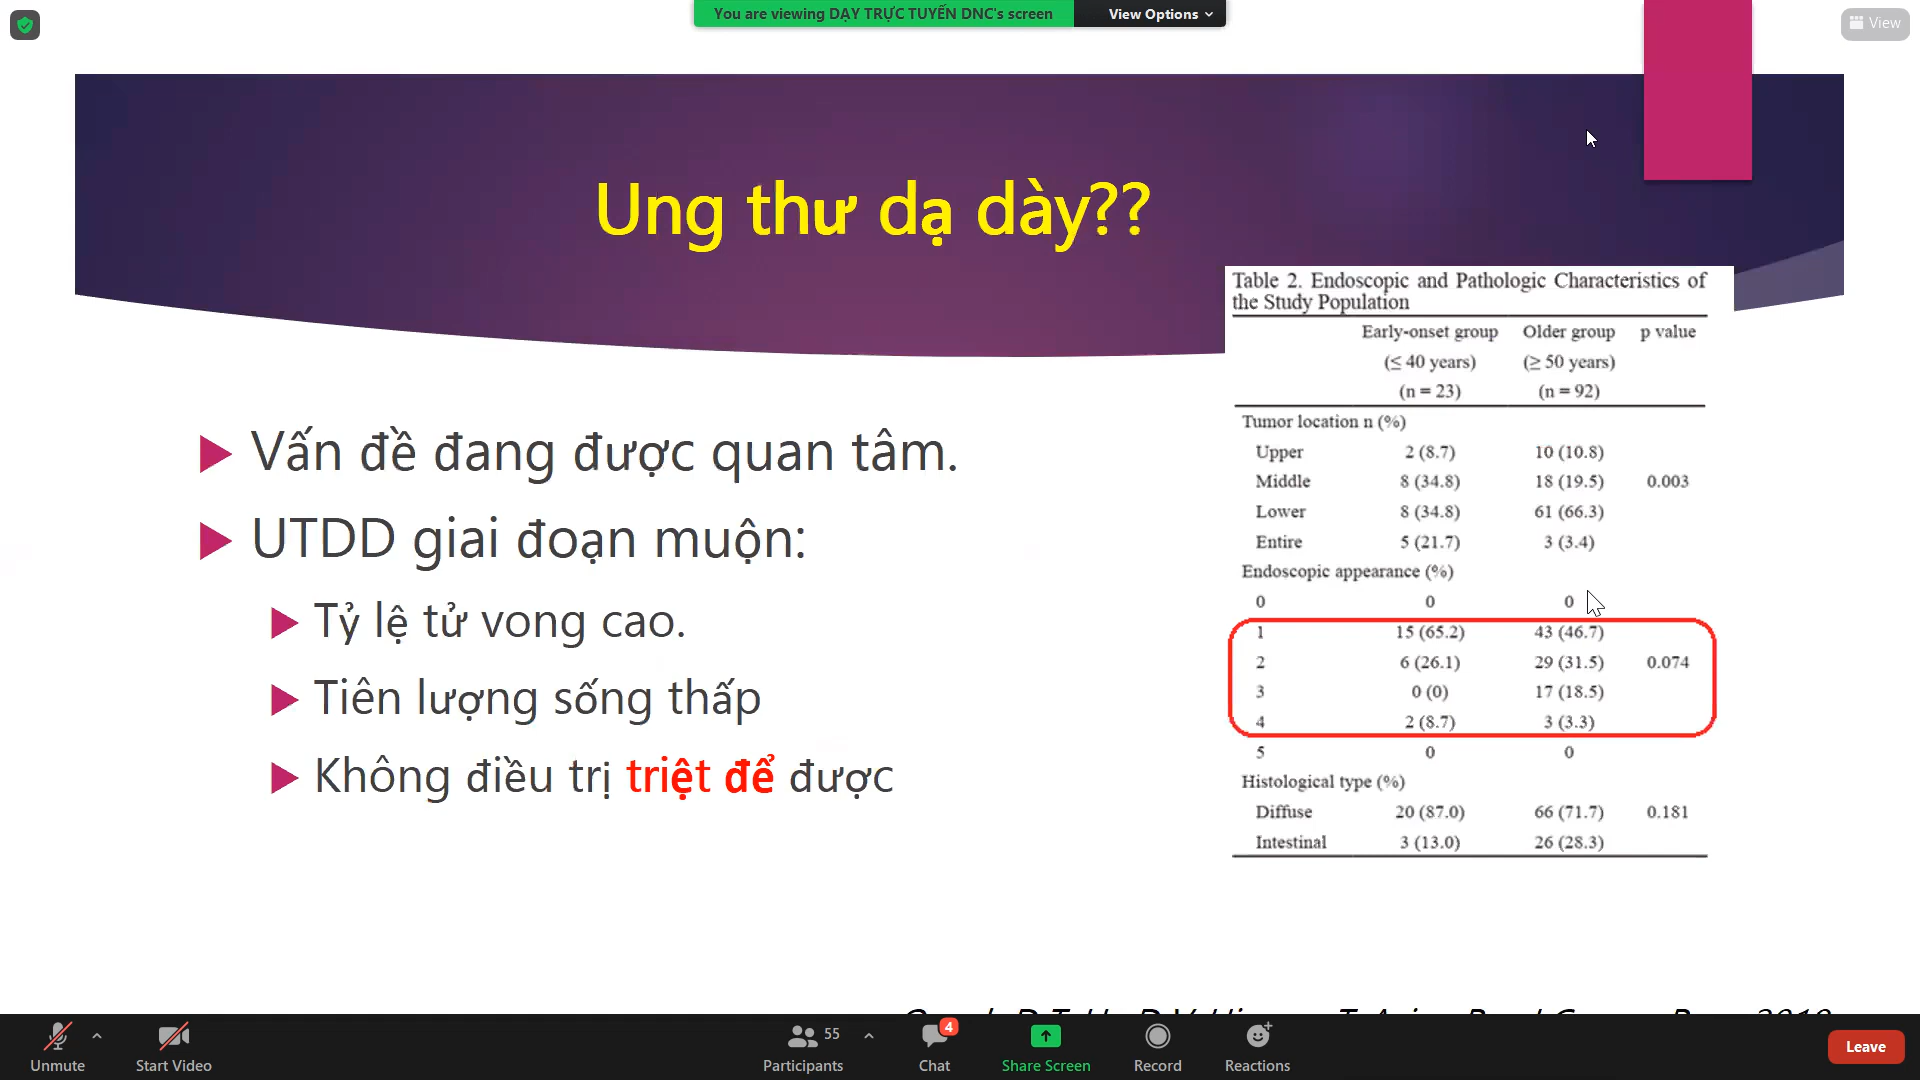 You are viewing DẠY TRỰC TUYẾN DNC's screen
View Options
View
Ung thư dạ dày??
Vấn đề đang được quan tâm.
UTDD giai đoạn muộn:
Tỷ lệ tử vong cao.
Tiên lượng sống thấp
Không điều trị triệt để được
Table 2. Endoscopic and Pathologic Characteristics of
the Study Population
Early-onset group Older group p value
(≤ 40 years) (≥ 50 years)
(n = 23) (n = 92)
Tumor location n (%)
Upper 2 (8.7) 10 (10.8)
Middle 8 (34.8) 18 (19.5) 0.003
Lower 8 (34.8) 61 (66.3)
Entire 5 (21.7) 3 (3.4)
Endoscopic appearance (%)
0 0 0
1 15 (65.2) 43 (46.7)
2 6 (26.1) 29 (31.5) 0.074
3 0 (0) 17 (18.5)
4 2 (8.7) 3 (3.3)
5 0 0
Histological type (%)
Diffuse 20 (87.0) 66 (71.7) 0.181
Intestinal 3 (13.0) 26 (28.3)
Unmute
Start Video
55
Participants
4
Chat
Share Screen
Record
Reactions
Leave